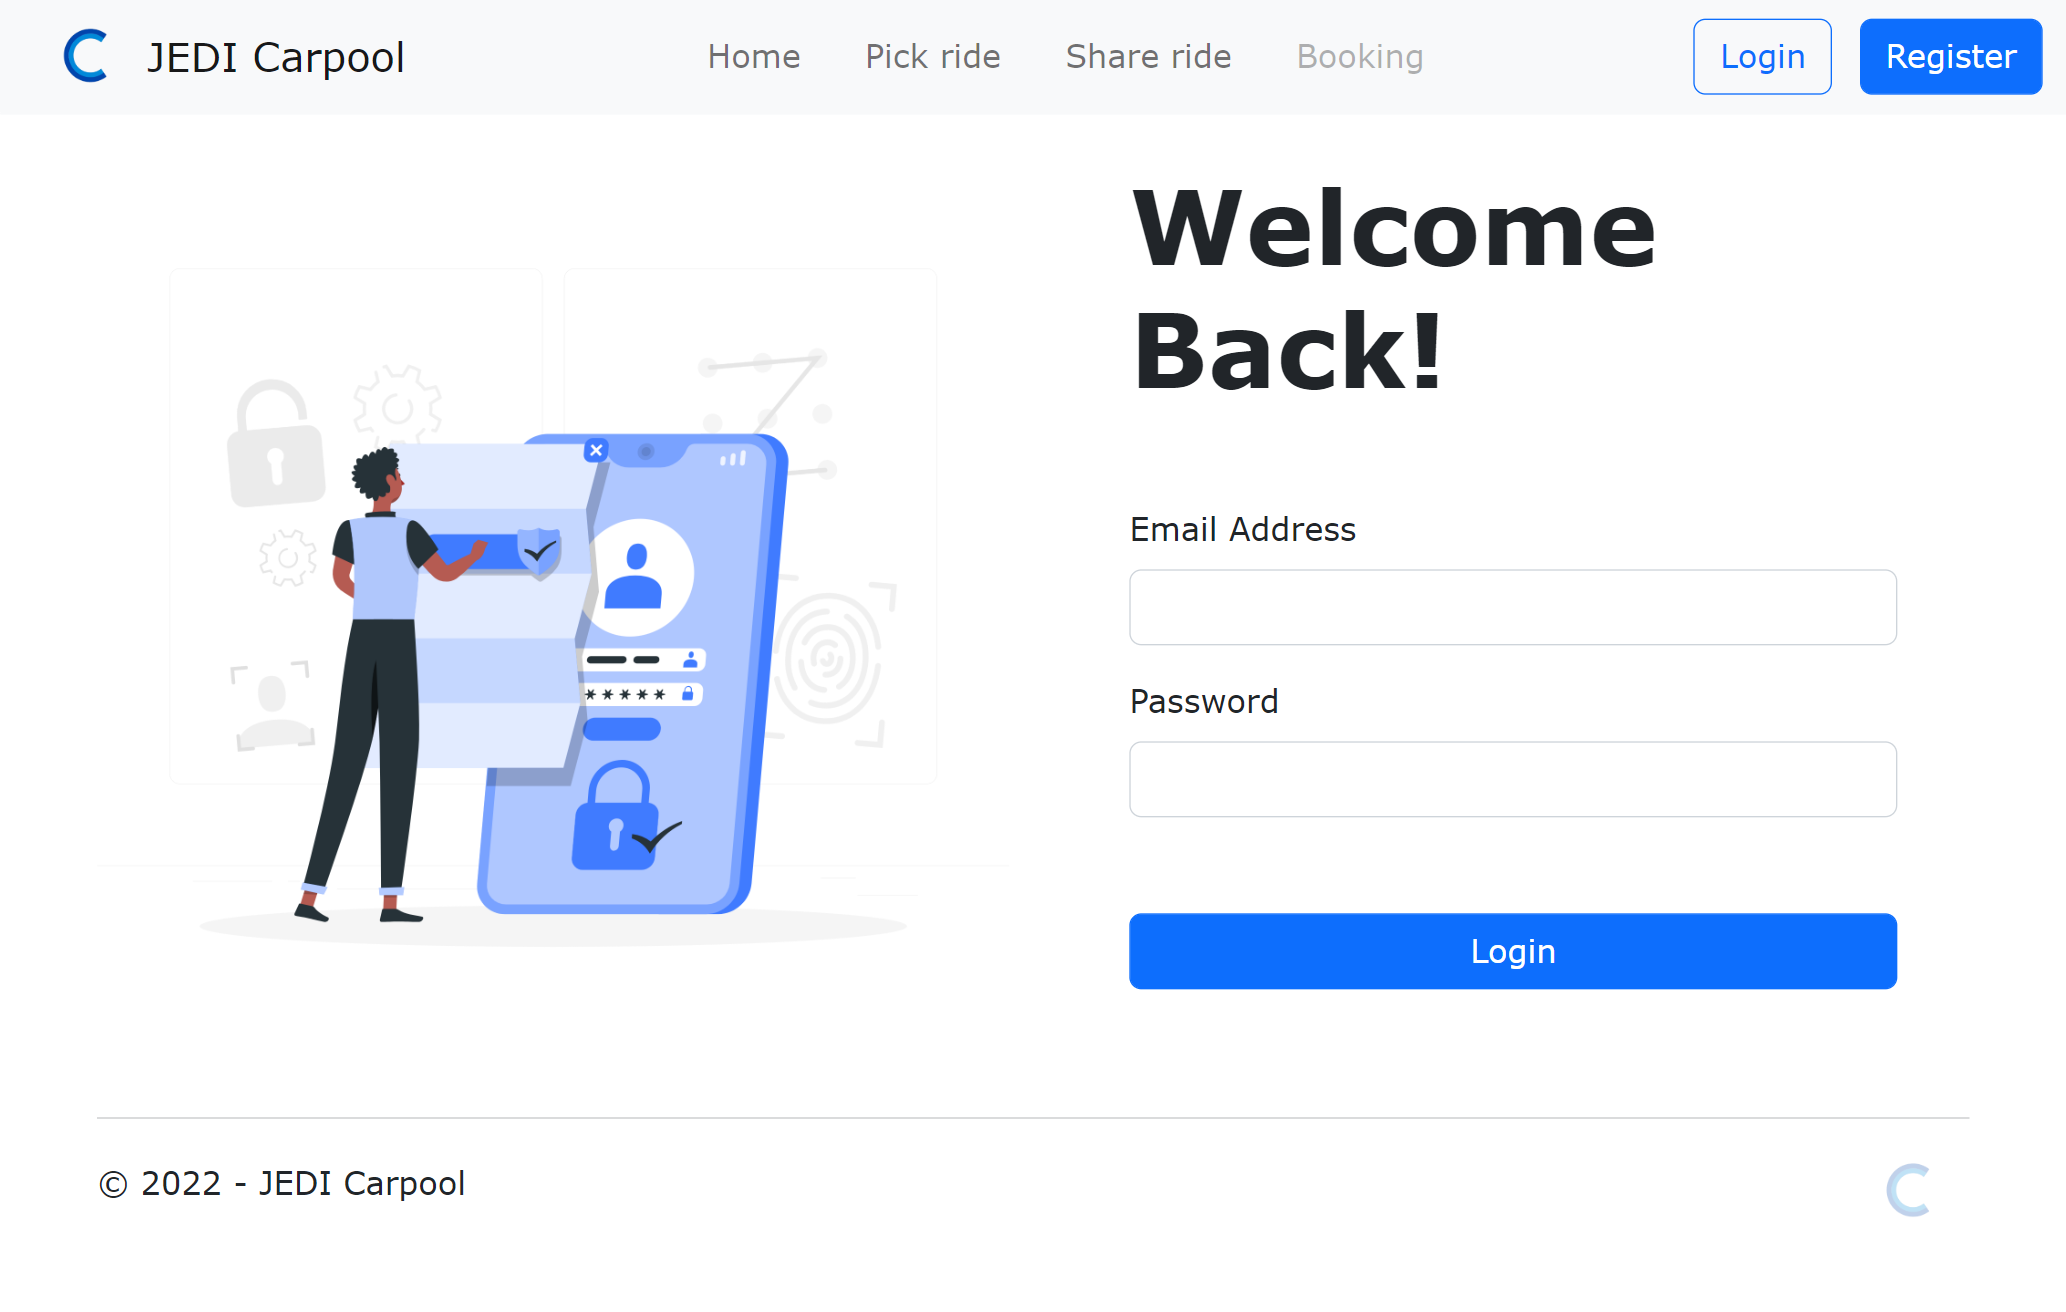 JEDI Carpool
Home
Pick ride
Share ride
Booking
Login
Register
Welcome
Back!
Email Address
Password
Login
© 2022 - JEDI Carpool